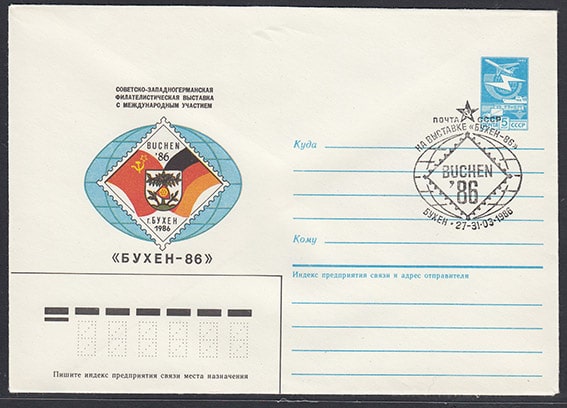 СОВЕТСКО-ЗАПАДНОГЕРМАНСКАЯ
ФИЛАТЕЛИСТИЧЕСКАЯ ВЫСТАВКА
С МЕЖДУНАРОДНЫМ УЧАСТИЕМ
BUCHEN
'86
г. БУХЕН
1986
«БУХЕН-86»
ПОЧТА 5 СССР
ПОЧТА СССР
НА ВЫСТАВКЕ «БУХЕН-86»
BUCHEN
'86
БУХЕН • 27-31-03-1986
Куда
Кому
Индекс предприятия связи и адрес отправителя
Пишите индекс предприятия связи места назначения